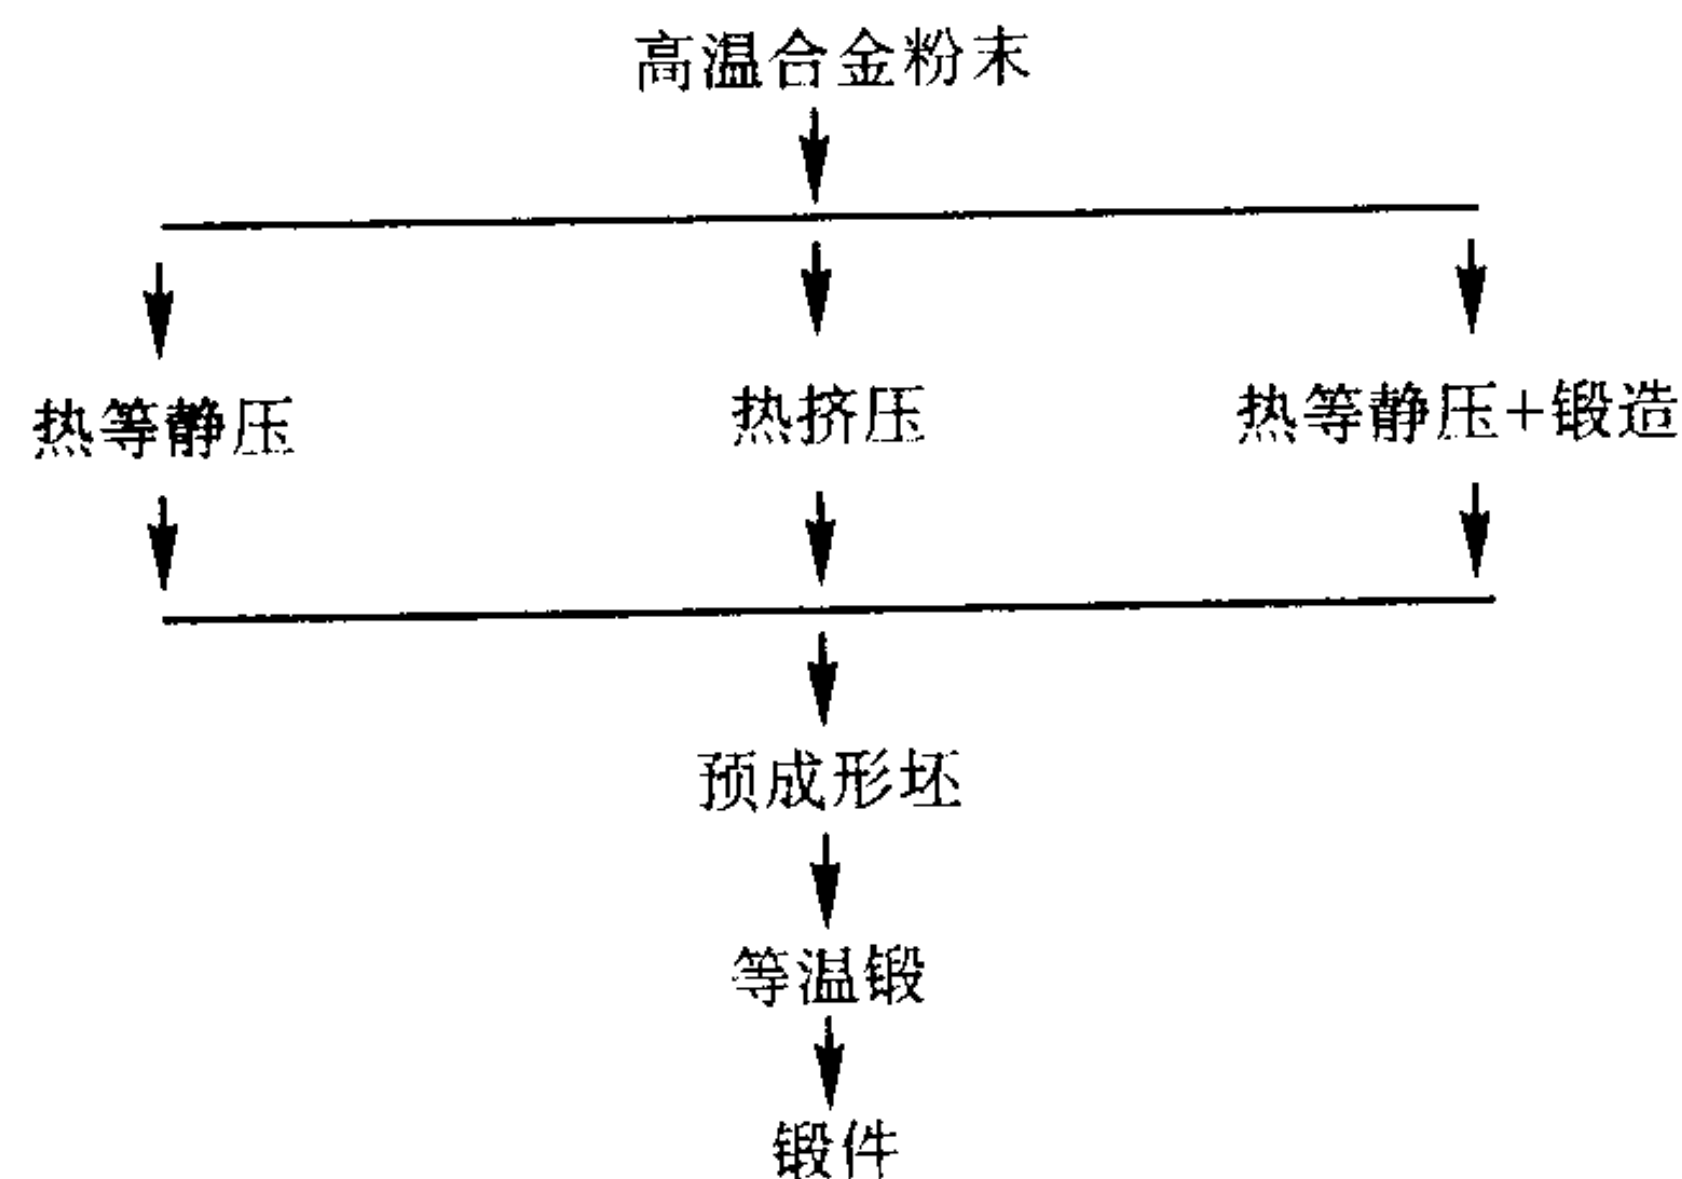 高温合金粉末
热等静压
热挤压
热等静压+锻造
预成形坯
等温锻
锻件